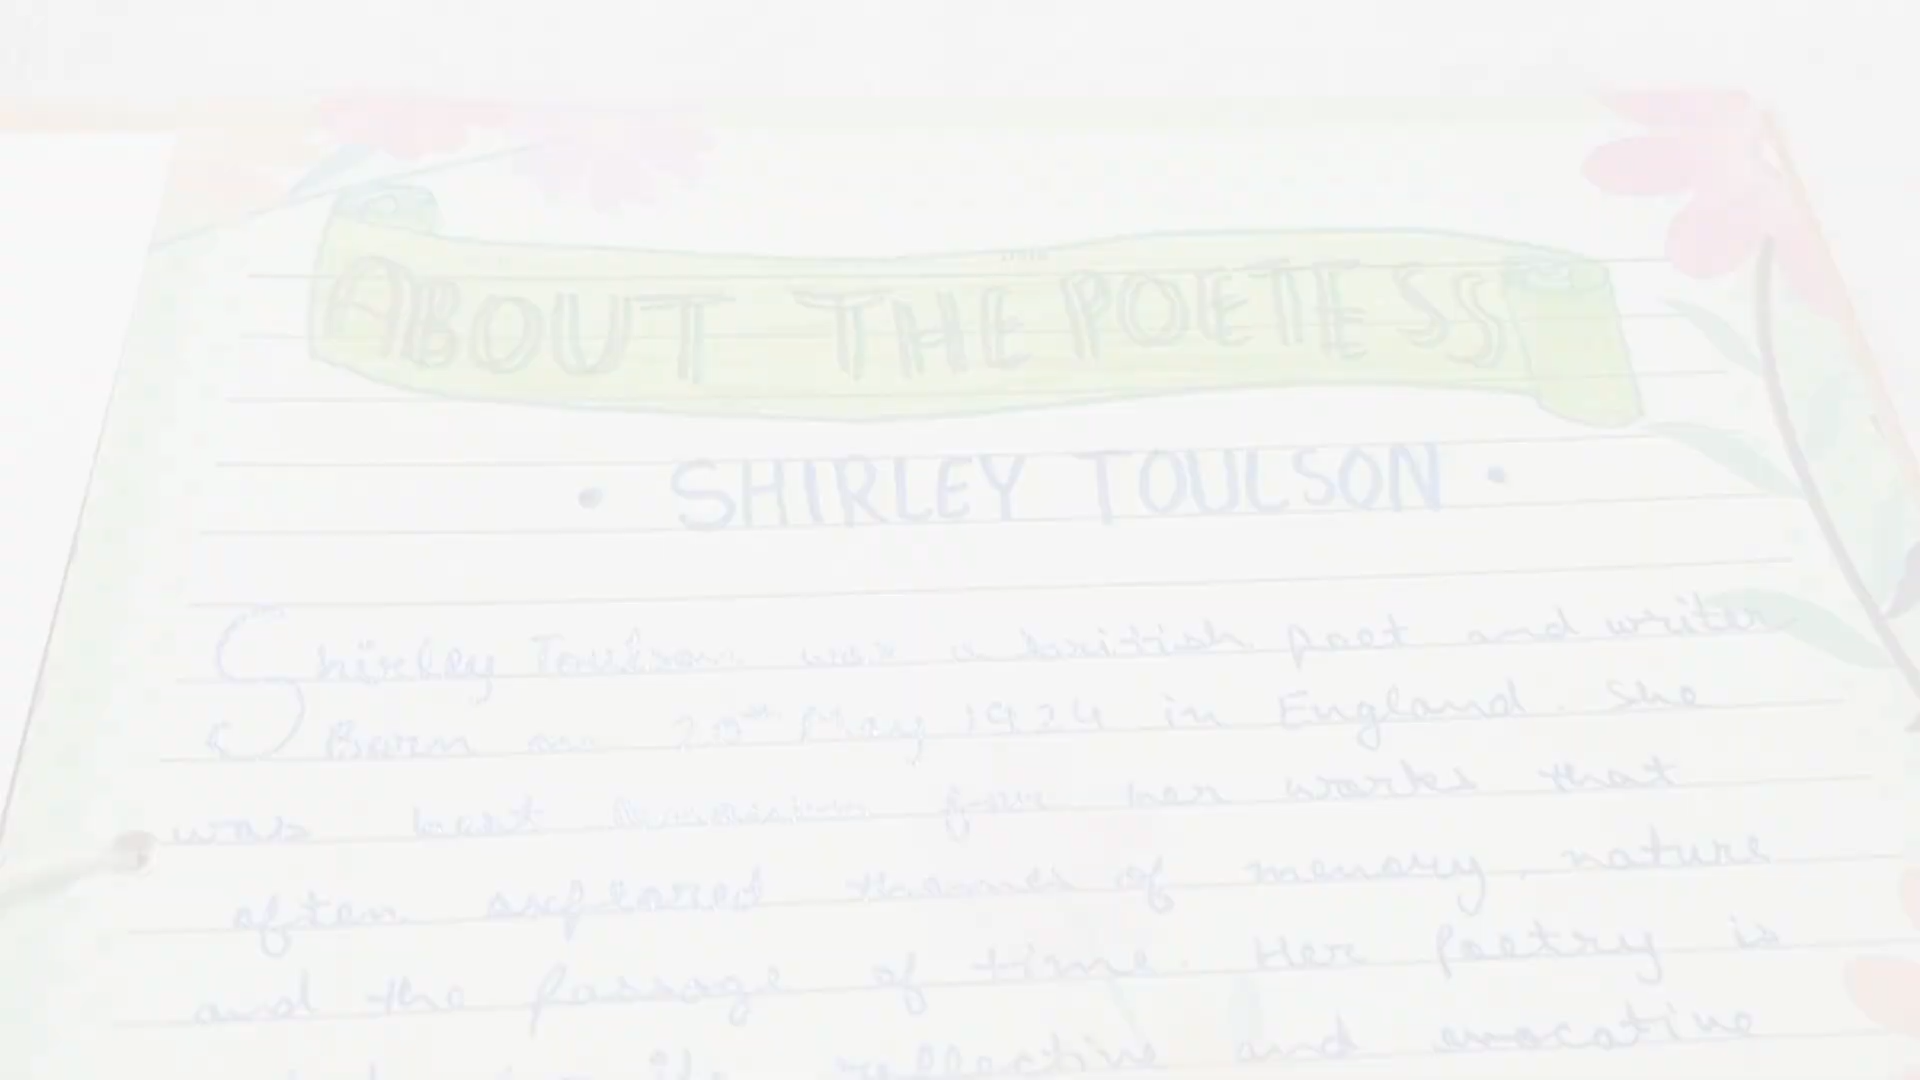 ABOUT THE POETESS
• SHIRLEY TOULSON •
Shirley Toulson was a british poet and writer
Born on 20th May 1924 in England. She
was best known for her works that
often explored themes of memory, nature
and the passage of time. Her poetry is
its reflective and evocative